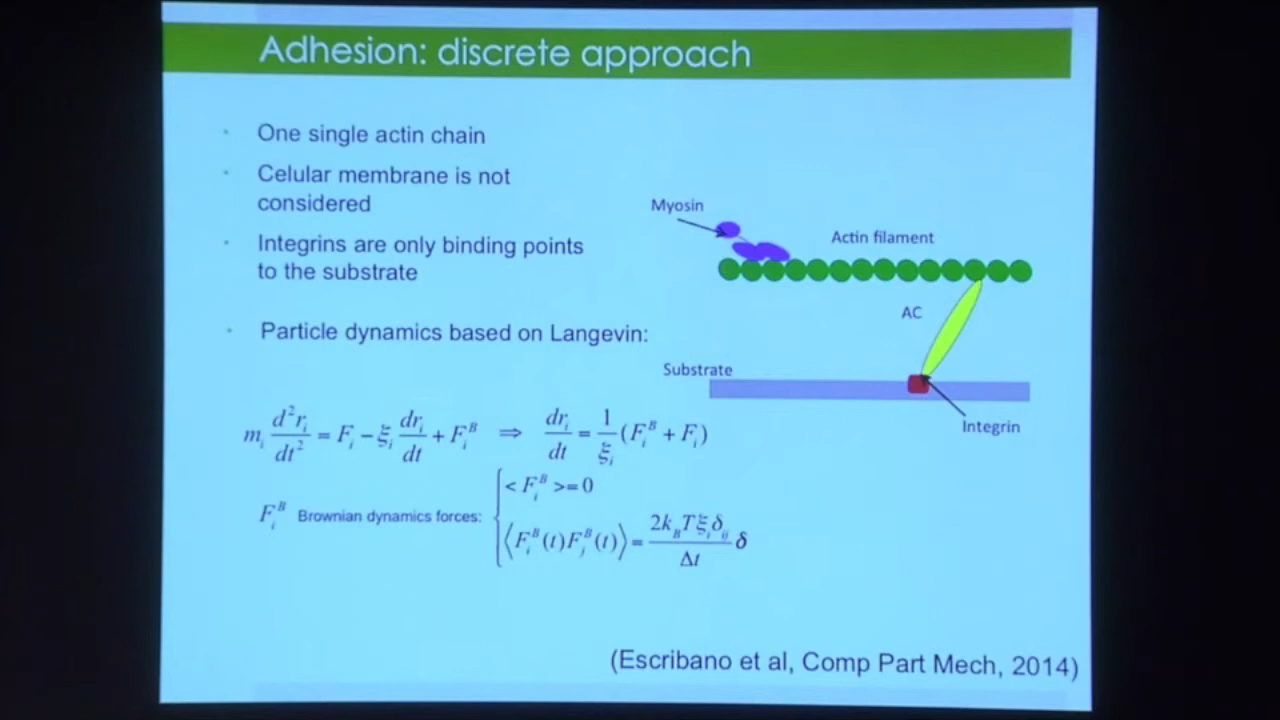 Adhesion: discrete approach
• One single actin chain
• Celular membrane is not
considered
• Integrins are only binding points
to the substrate
• Particle dynamics based on Langevin:
Myosin
Actin filament
AC
Substrate
Integrin
m_i d²r_i/dt² = F_i − ξ_i dr_i/dt + F_i^B ⇒ dr_i/dt = 1/ξ_i (F_i^B + F_i)
F_i^B Brownian dynamics forces:
< F_i^B >= 0
⟨F_i^B(t)F_j^B(t)⟩ = 2k_B Tξ_i δ_ij / Δt δ
(Escribano et al, Comp Part Mech, 2014)